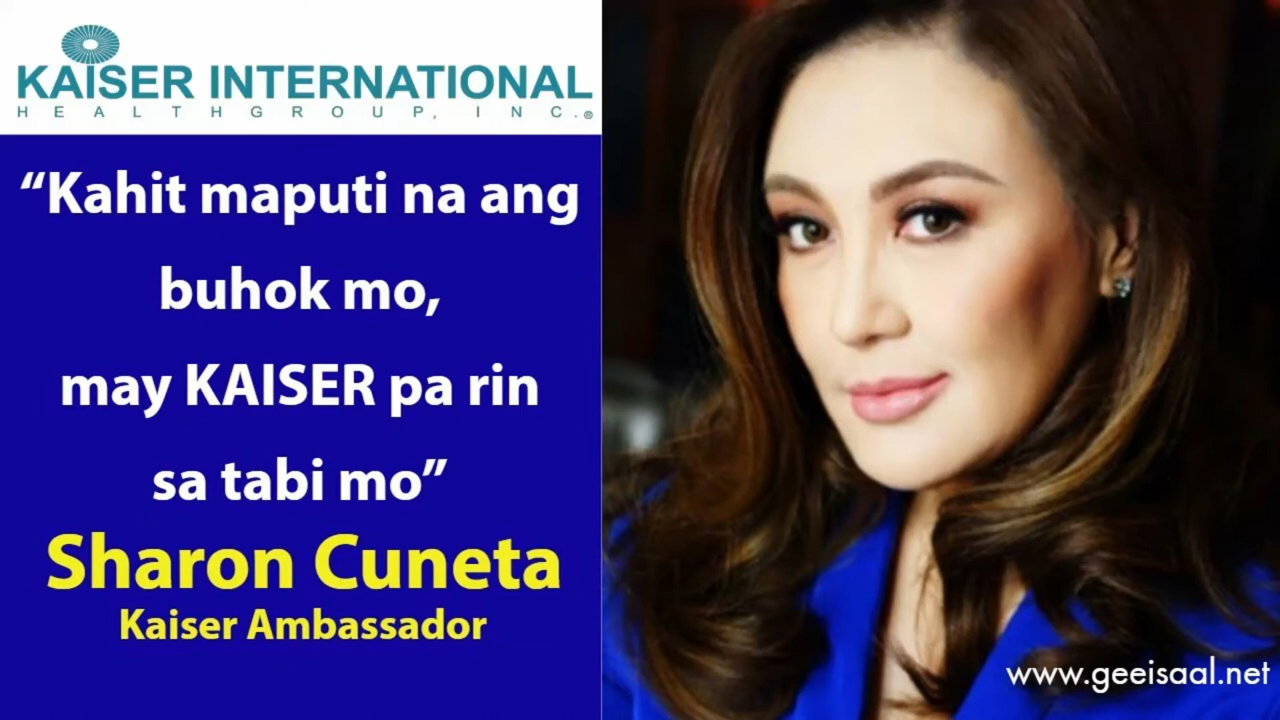 KAISER INTERNATIONAL
HEALTHGROUP, INC.®
“Kahit maputi na ang
buhok mo,
may KAISER pa rin
sa tabi mo”
Sharon Cuneta
Kaiser Ambassador
www.geeisaal.net